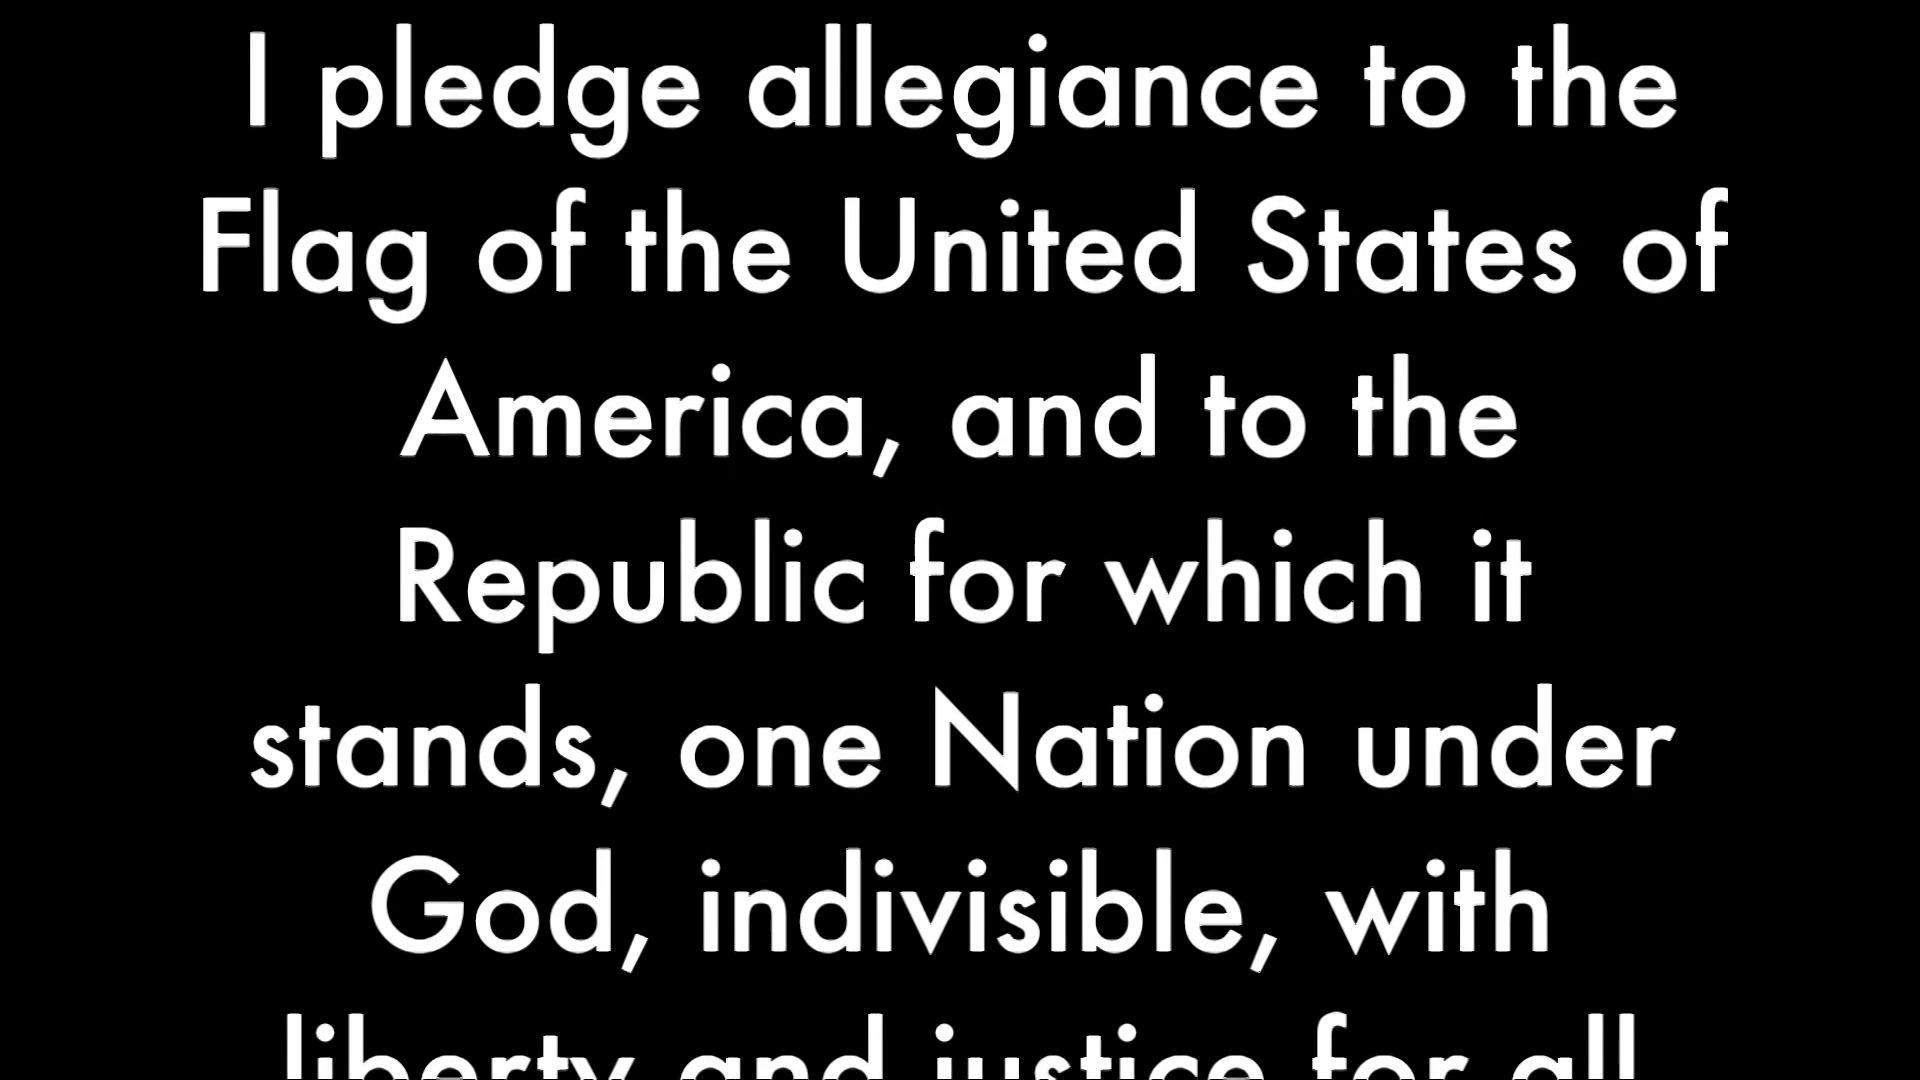 I pledge allegiance to the
Flag of the United States of
America, and to the
Republic for which it
stands, one Nation under
God, indivisible, with
liberty and justice for all